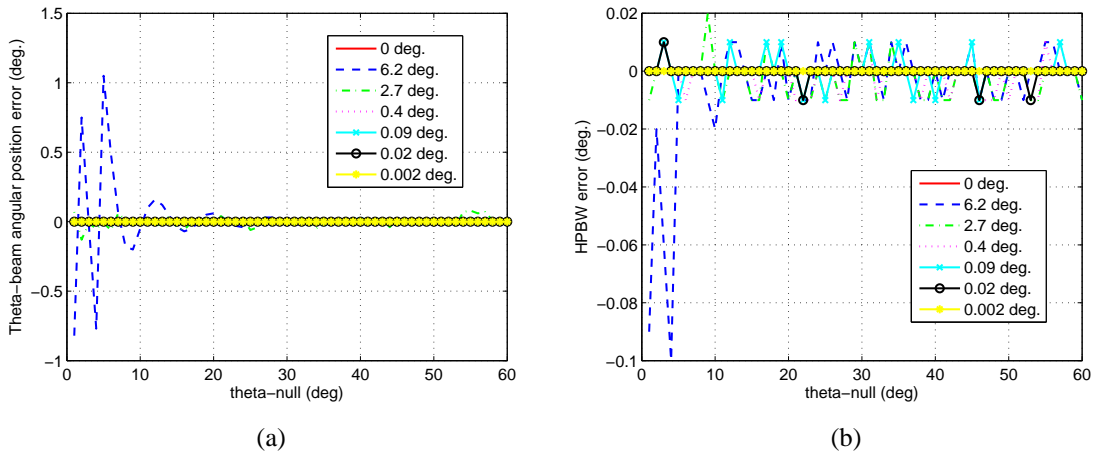 1.5
1
0.5
0
−0.5
−1
0 10 20 30 40 50 60
theta−null (deg)
Theta−beam angular position error (deg.)
0 deg.
6.2 deg.
2.7 deg.
0.4 deg.
0.09 deg.
0.02 deg.
0.002 deg.
(a)
0.02
0
−0.02
−0.04
−0.06
−0.08
−0.1
0 10 20 30 40 50 60
theta−null (deg)
HPBW error (deg.)
0 deg.
6.2 deg.
2.7 deg.
0.4 deg.
0.09 deg.
0.02 deg.
0.002 deg.
(b)